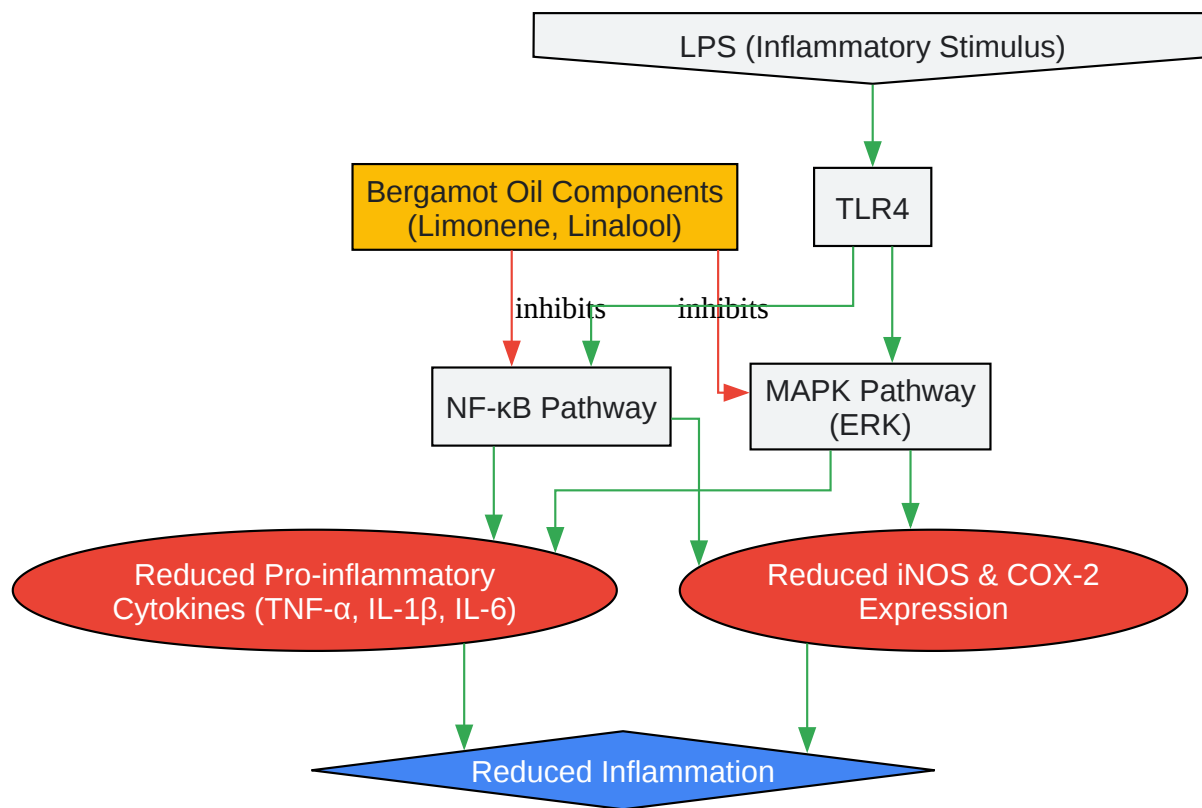 LPS (Inflammatory Stimulus)
Bergamot Oil Components
(Limonene, Linalool)
TLR4
inhibits
inhibits
NF-κB Pathway
MAPK Pathway
(ERK)
Reduced Pro-inflammatory
Cytokines (TNF-α, IL-1β, IL-6)
Reduced iNOS & COX-2
Expression
Reduced Inflammation